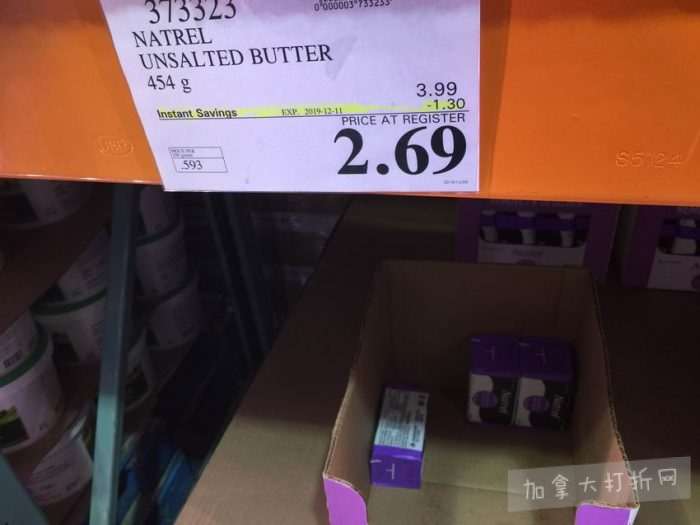 373323
NATREL
UNSALTED BUTTER
454 g
3.99
Instant Savings EXP. 2019-12-11 -1.30
PRICE AT REGISTER
2.69
.593
S5124
加拿大打折网